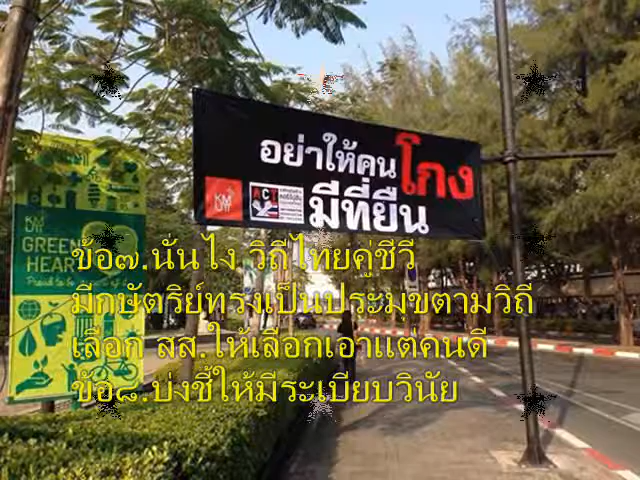 อย่าให้คนโกง
มีที่ยืน
KM
UTT
ACT
KM
UTT
GREEN
HEART
ข้อ๗.นั่นไง วิถีไทยคู่ชีวี
มีกษัตริย์ทรงเป็นประมุขตามวิถี
เลือก สส.ให้เลือกเอาแต่คนดี
ข้อ๘.บ่งชี้ให้มีระเบียบวินัย